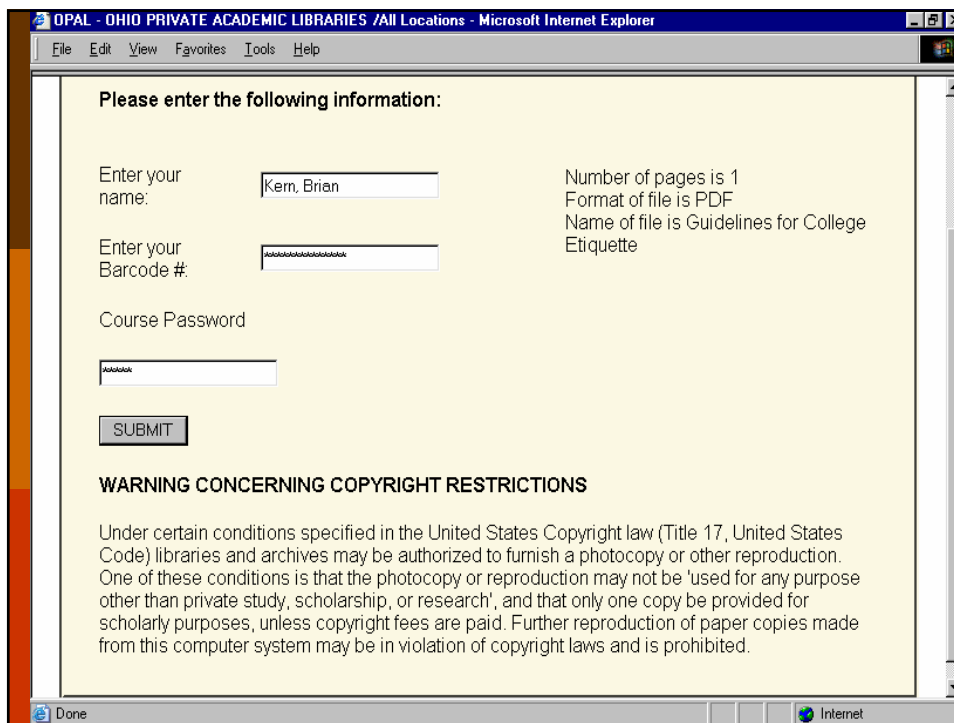 OPAL - OHIO PRIVATE ACADEMIC LIBRARIES /All Locations - Microsoft Internet Explorer
File Edit View Favorites Tools Help
Please enter the following information:
Enter your
name:
Kern, Brian
Number of pages is 1
Format of file is PDF
Name of file is Guidelines for College
Etiquette
Enter your
Barcode #:
**************
Course Password
*****
SUBMIT
WARNING CONCERNING COPYRIGHT RESTRICTIONS
Under certain conditions specified in the United States Copyright law (Title 17, United States
Code) libraries and archives may be authorized to furnish a photocopy or other reproduction.
One of these conditions is that the photocopy or reproduction may not be 'used for any purpose
other than private study, scholarship, or research', and that only one copy be provided for
scholarly purposes, unless copyright fees are paid. Further reproduction of paper copies made
from this computer system may be in violation of copyright laws and is prohibited.
Done
Internet